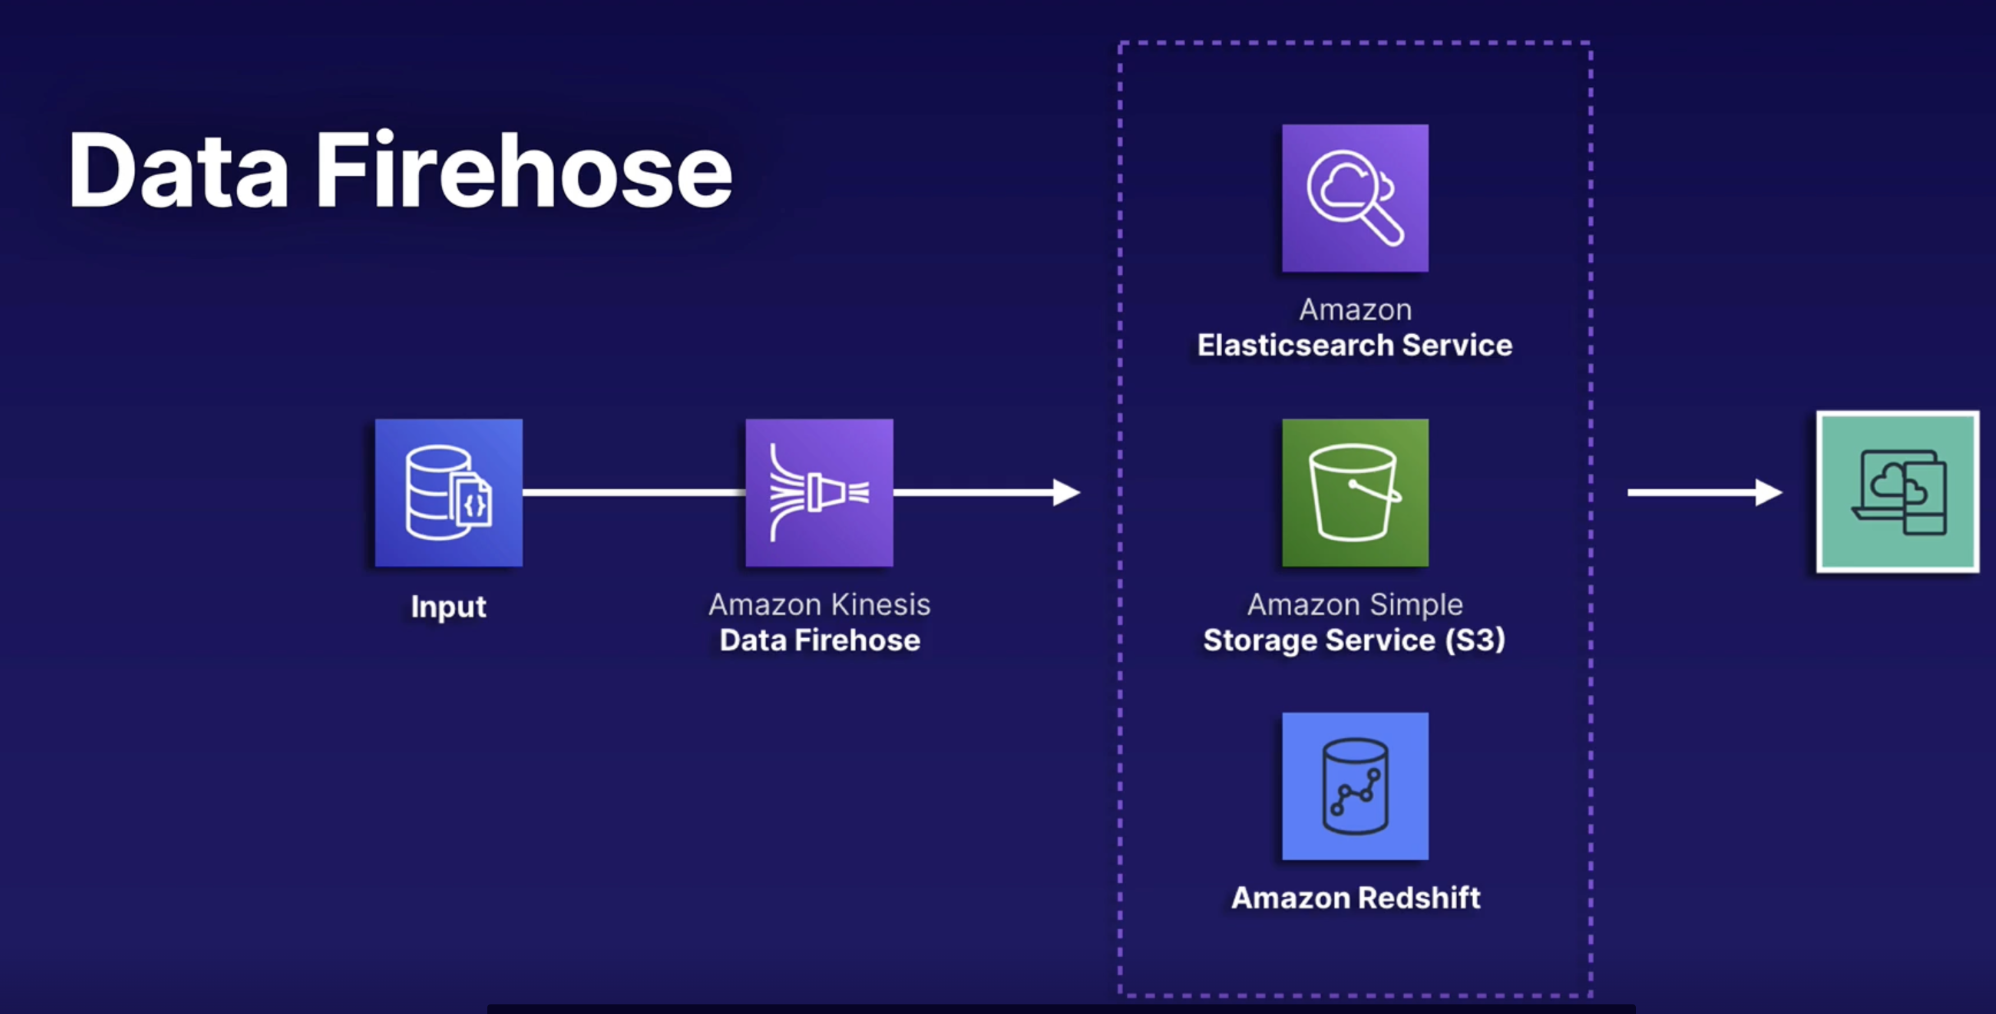 Data Firehose
Input
Amazon Kinesis
Data Firehose
Amazon
Elasticsearch Service
Amazon Simple
Storage Service (S3)
Amazon Redshift
{}